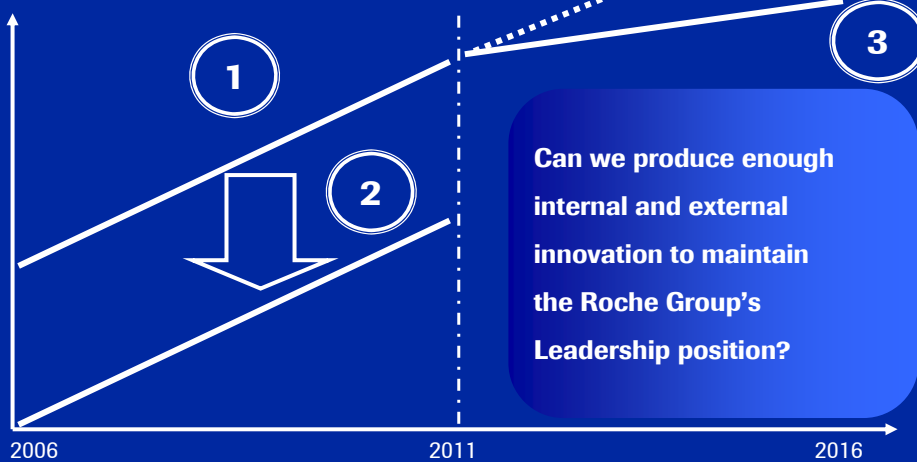 1
2
3
Can we produce enough
internal and external
innovation to maintain
the Roche Group's
Leadership position?
2006
2011
2016